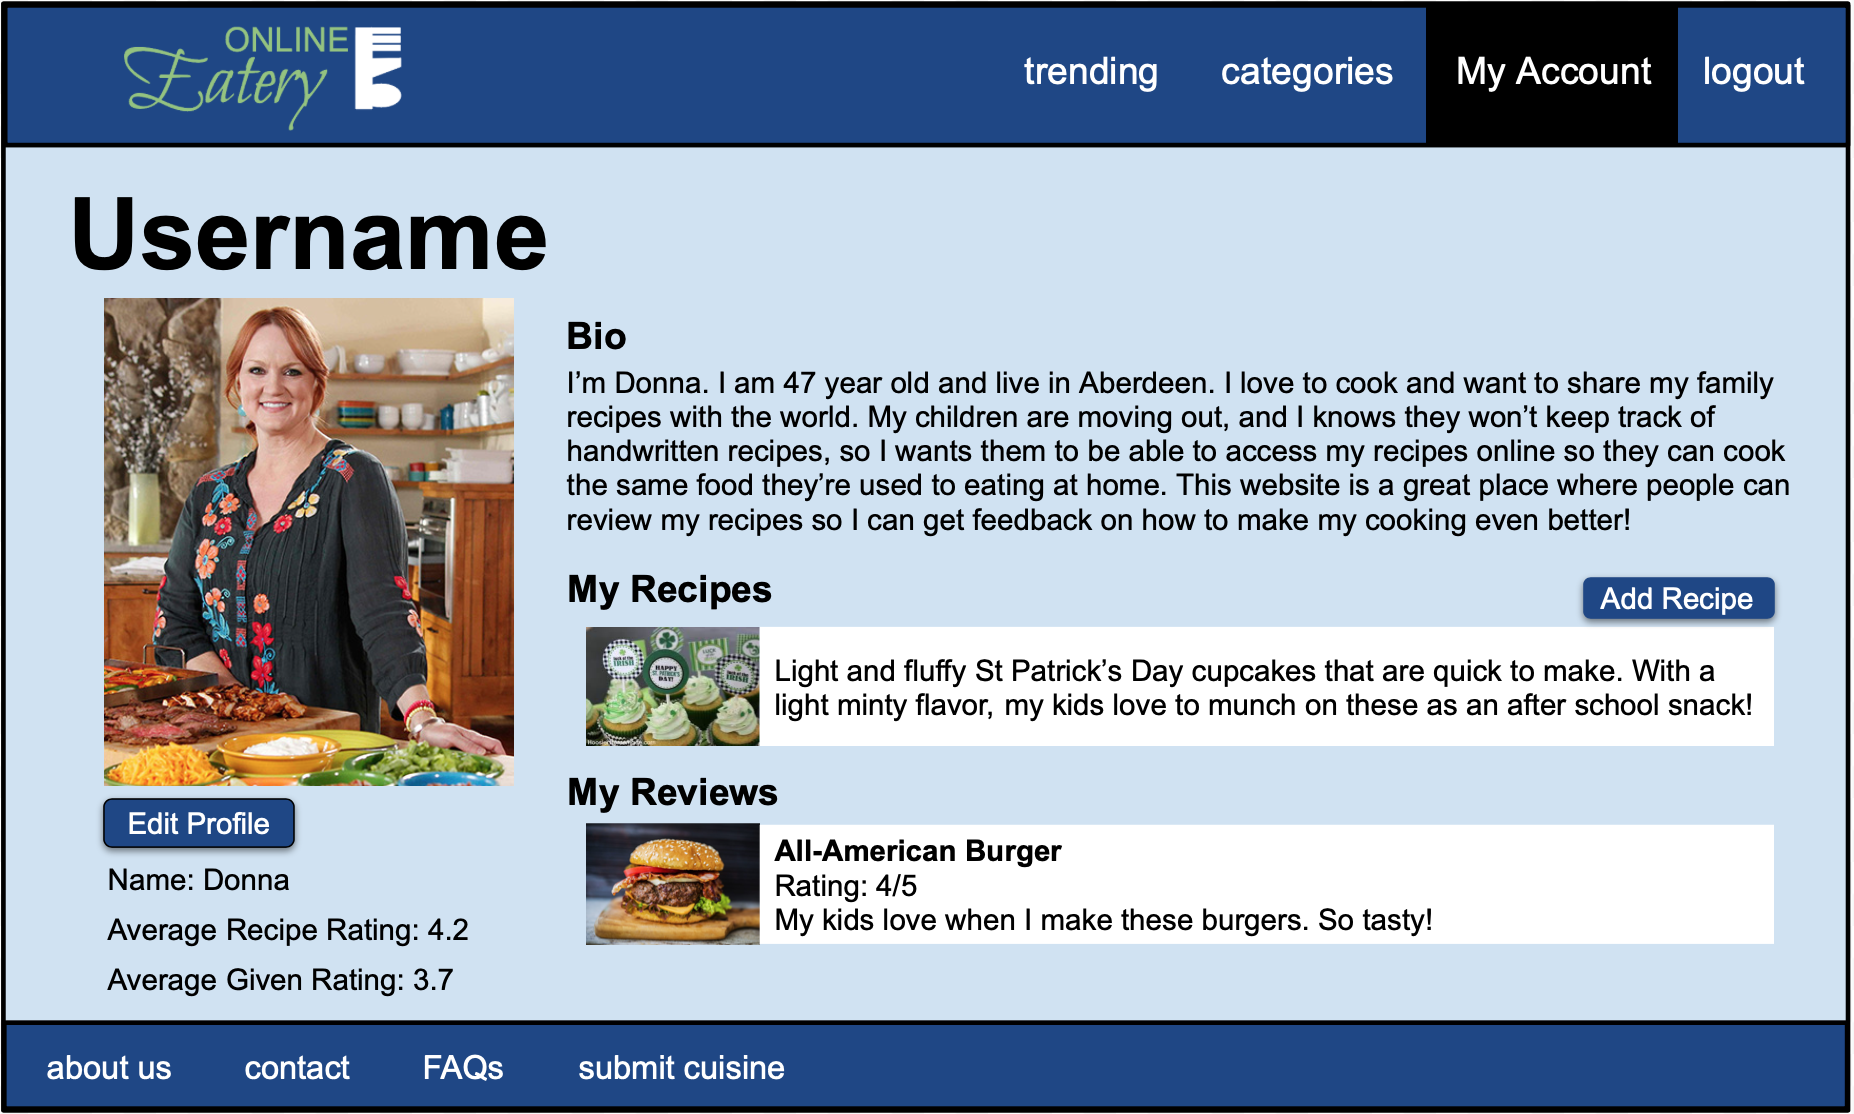 ONLINE
Eatery
trending categories My Account logout
Username
Bio
I’m Donna. I am 47 year old and live in Aberdeen. I love to cook and want to share my family
recipes with the world. My children are moving out, and I knows they won’t keep track of
handwritten recipes, so I wants them to be able to access my recipes online so they can cook
the same food they’re used to eating at home. This website is a great place where people can
review my recipes so I can get feedback on how to make my cooking even better!
My Recipes
Add Recipe
HAPPY
ST PATRICK'S
DAY!
Light and fluffy St Patrick’s Day cupcakes that are quick to make. With a
light minty flavor, my kids love to munch on these as an after school snack!
My Reviews
All-American Burger
Rating: 4/5
My kids love when I make these burgers. So tasty!
Edit Profile
Name: Donna
Average Recipe Rating: 4.2
Average Given Rating: 3.7
about us contact FAQs submit cuisine